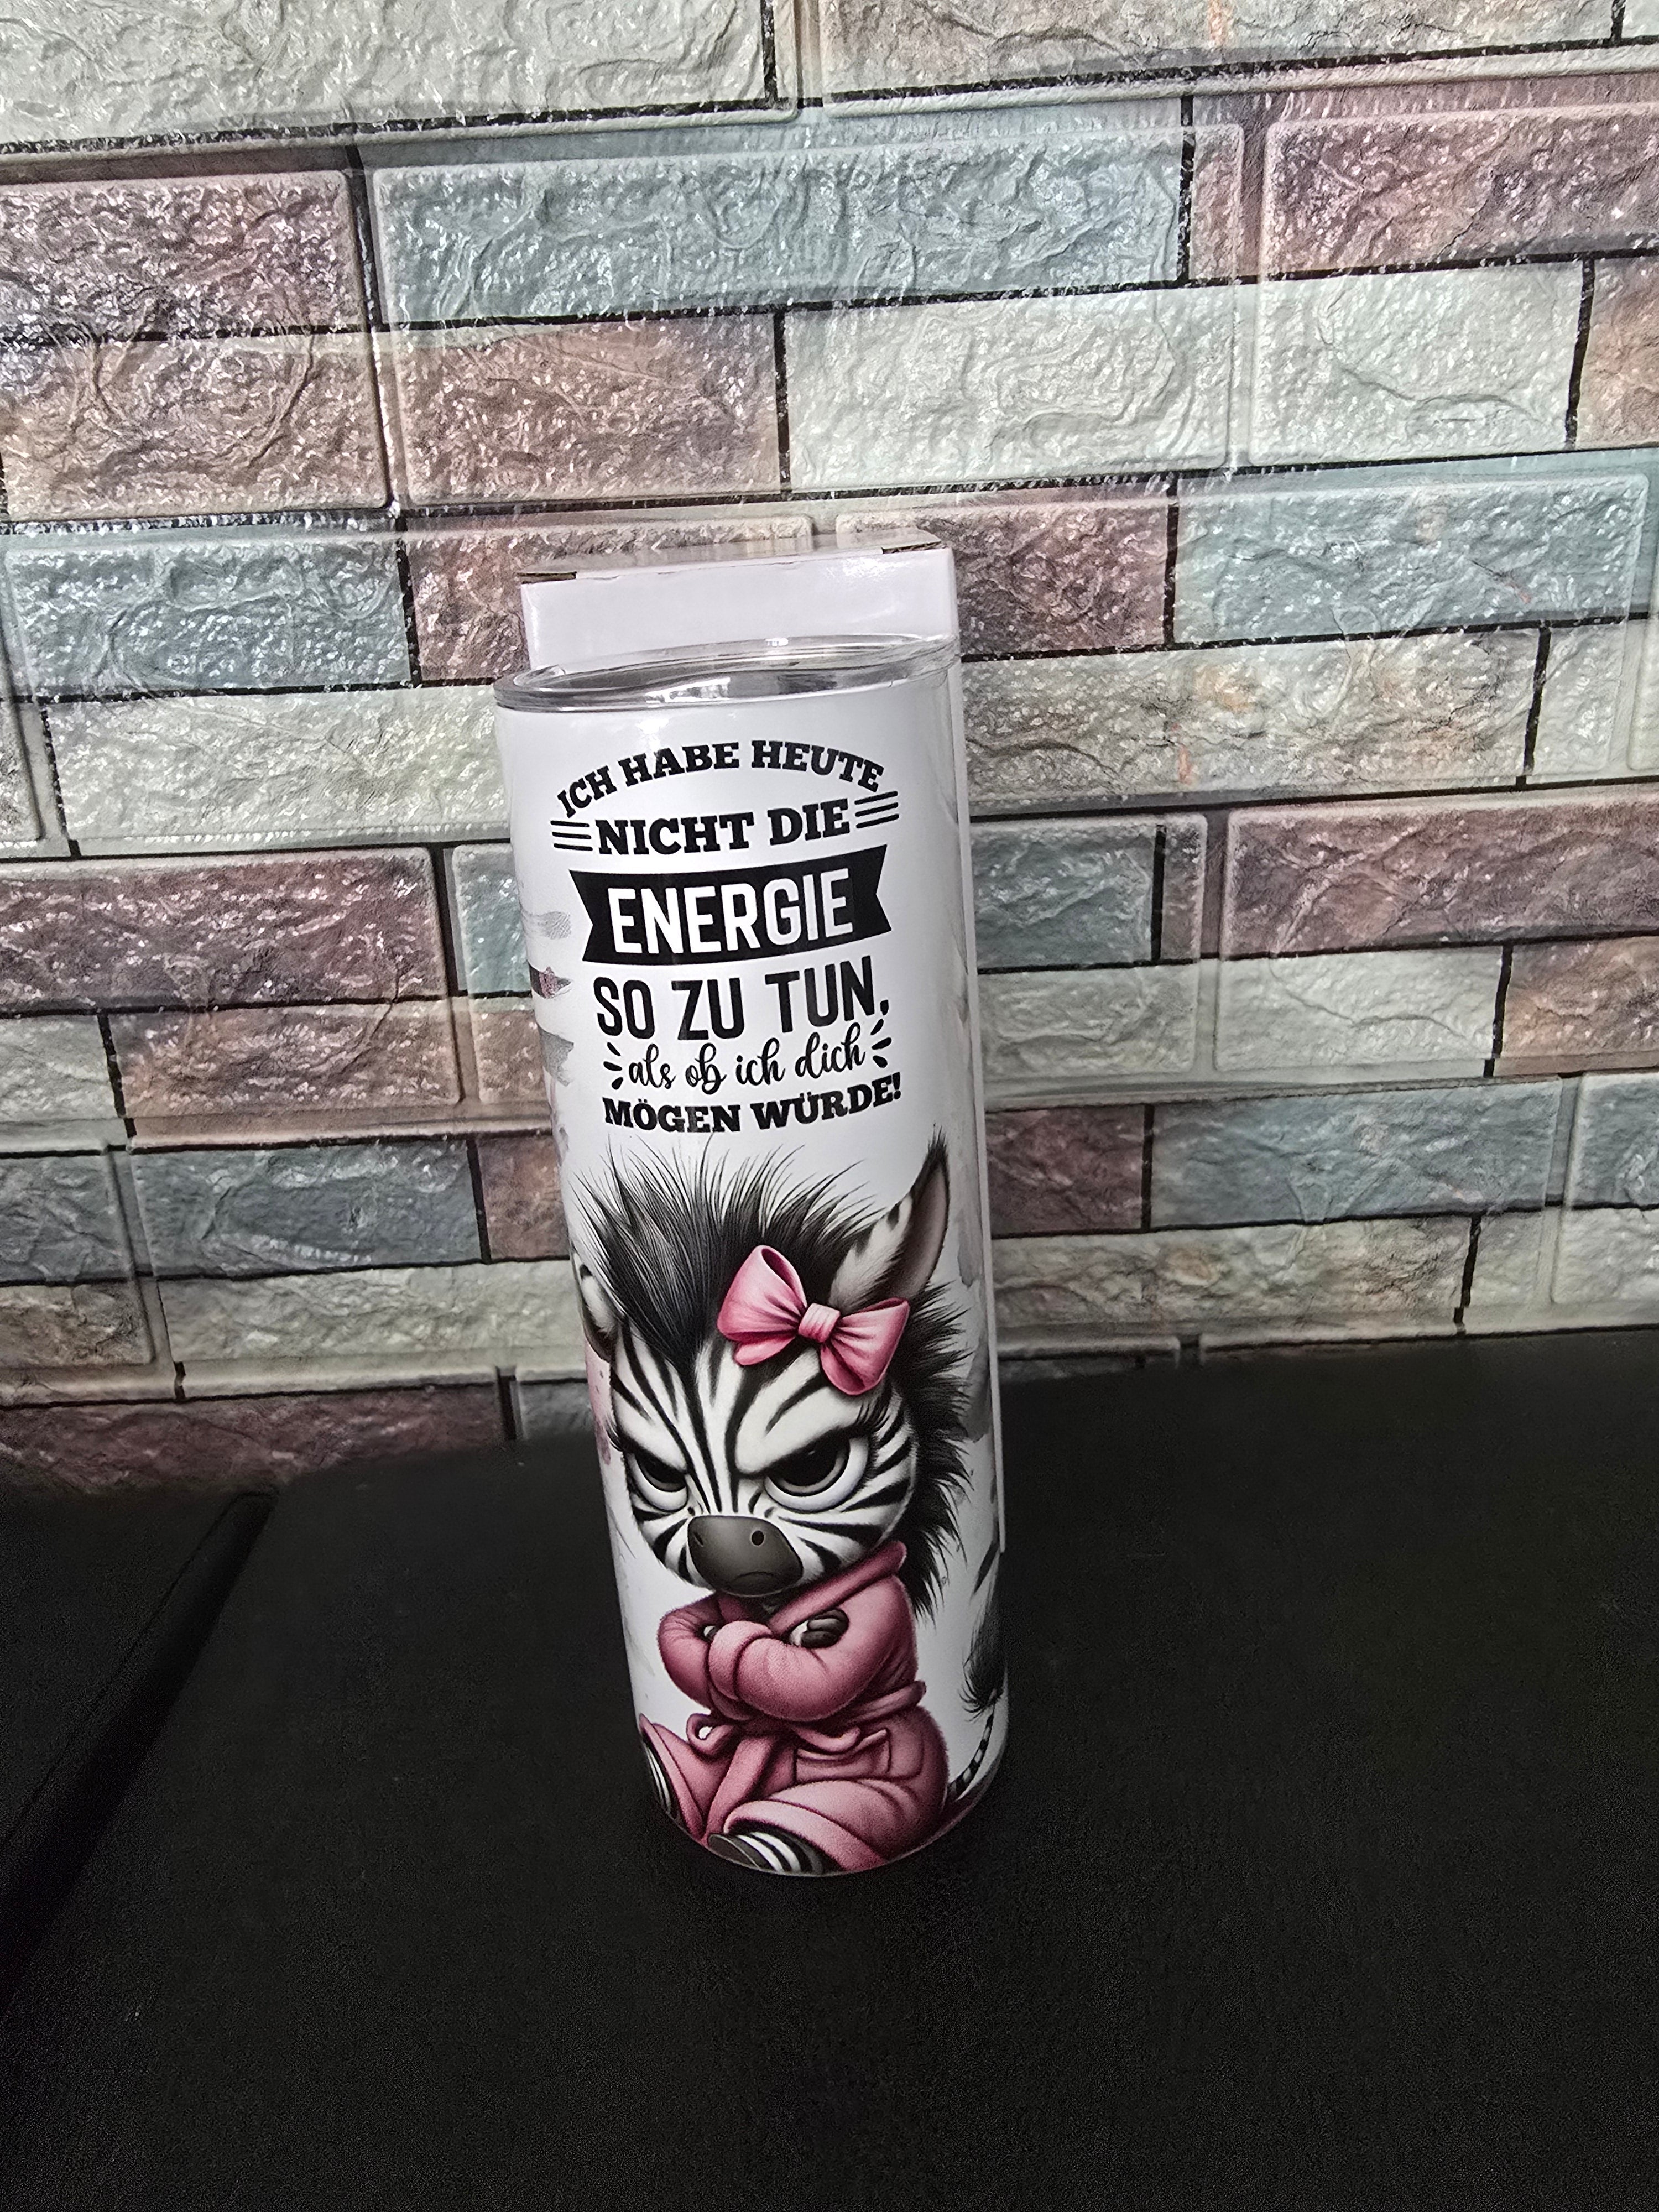 ICH HABE HEUTE
NICHT DIE
ENERGIE
SO ZU TUN,
als ob ich dich
MÖGEN WÜRDE!